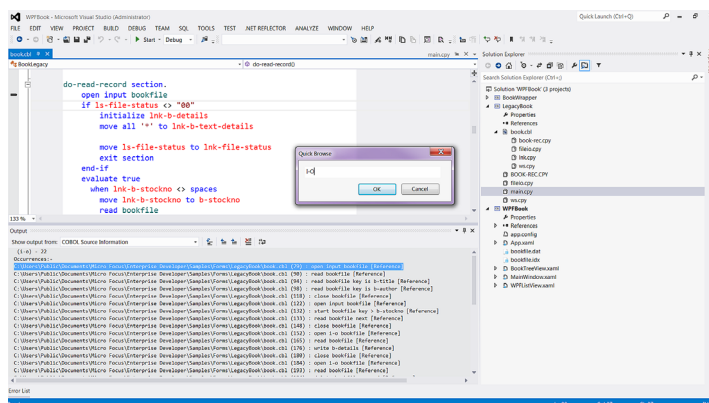 WPFBook - Microsoft Visual Studio (Administrator)
Quick Launch (Ctrl+Q)
FILE EDIT VIEW PROJECT BUILD DEBUG TEAM SQL TOOLS TEST .NET REFLECTOR ANALYZE WINDOW HELP
Start Debug
book.cbl
main.cpy
BookLegacy
do-read-record()
do-read-record section.
open input bookfile
if ls-file-status <> "00"
initialize lnk-b-details
move all '*' to lnk-b-text-details
move ls-file-status to lnk-file-status
exit section
end-if
evaluate true
when lnk-b-stockno <> spaces
move lnk-b-stockno to b-stockno
read bookfile
133 %
Quick Browse
I-O
OK Cancel
Output
Show output from: COBOL Source Information
(i-o) - 22
Occurrences:-
C:\Users\Public\Documents\Micro Focus\Enterprise Developer\Samples\Forms\LegacyBook\book.cbl (79) : open input bookfile [Reference]
C:\Users\Public\Documents\Micro Focus\Enterprise Developer\Samples\Forms\LegacyBook\book.cbl (90) : read bookfile [Reference]
C:\Users\Public\Documents\Micro Focus\Enterprise Developer\Samples\Forms\LegacyBook\book.cbl (94) : read bookfile key is b-title [Reference]
C:\Users\Public\Documents\Micro Focus\Enterprise Developer\Samples\Forms\LegacyBook\book.cbl (98) : read bookfile key is b-author [Reference]
C:\Users\Public\Documents\Micro Focus\Enterprise Developer\Samples\Forms\LegacyBook\book.cbl (110) : close bookfile [Reference]
C:\Users\Public\Documents\Micro Focus\Enterprise Developer\Samples\Forms\LegacyBook\book.cbl (122) : open input bookfile [Reference]
C:\Users\Public\Documents\Micro Focus\Enterprise Developer\Samples\Forms\LegacyBook\book.cbl (132) : start bookfile key > b-stockno [Reference]
C:\Users\Public\Documents\Micro Focus\Enterprise Developer\Samples\Forms\LegacyBook\book.cbl (133) : read bookfile next [Reference]
C:\Users\Public\Documents\Micro Focus\Enterprise Developer\Samples\Forms\LegacyBook\book.cbl (148) : close bookfile [Reference]
C:\Users\Public\Documents\Micro Focus\Enterprise Developer\Samples\Forms\LegacyBook\book.cbl (152) : open i-o bookfile [Reference]
C:\Users\Public\Documents\Micro Focus\Enterprise Developer\Samples\Forms\LegacyBook\book.cbl (165) : read bookfile [Reference]
C:\Users\Public\Documents\Micro Focus\Enterprise Developer\Samples\Forms\LegacyBook\book.cbl (176) : write b-details [Reference]
C:\Users\Public\Documents\Micro Focus\Enterprise Developer\Samples\Forms\LegacyBook\book.cbl (180) : close bookfile [Reference]
C:\Users\Public\Documents\Micro Focus\Enterprise Developer\Samples\Forms\LegacyBook\book.cbl (184) : open i-o bookfile [Reference]
C:\Users\Public\Documents\Micro Focus\Enterprise Developer\Samples\Forms\LegacyBook\book.cbl (193) : read bookfile [Reference]
Error List
Solution Explorer
Search Solution Explorer (Ctrl+;)
Solution 'WPFBook' (3 projects)
BookWrapper
LegacyBook
Properties
References
book.cbl
book-rec.cpy
fileio.cpy
lnk.cpy
ws.cpy
BOOK-REC.CPY
fileio.cpy
main.cpy
ws.cpy
WPFBook
Properties
References
app.config
App.xaml
bookfile.dat
bookfile.idx
BookTreeView.xaml
MainWindow.xaml
WPFListView.xaml